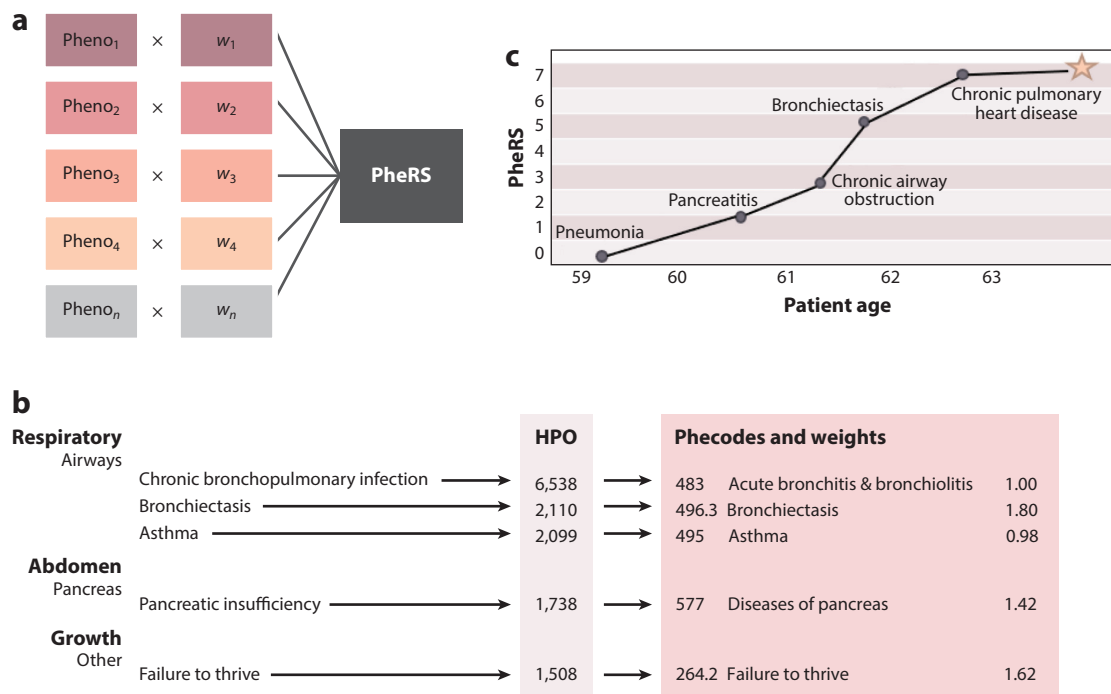 a
Pheno1 × w1
Pheno2 × w2
Pheno3 × w3
Pheno4 × w4
Phenon × wn
PheRS
c
PheRS
7
6
5
4
3
2
1
0
Pneumonia
Pancreatitis
Chronic airway
obstruction
Bronchiectasis
Chronic pulmonary
heart disease
59 60 61 62 63
Patient age
b
HPO Phecodes and weights
Respiratory
Airways
Chronic bronchopulmonary infection 6,538 483 Acute bronchitis & bronchiolitis 1.00
Bronchiectasis 2,110 496.3 Bronchiectasis 1.80
Asthma 2,099 495 Asthma 0.98
Abdomen
Pancreas
Pancreatic insufficiency 1,738 577 Diseases of pancreas 1.42
Growth
Other
Failure to thrive 1,508 264.2 Failure to thrive 1.62